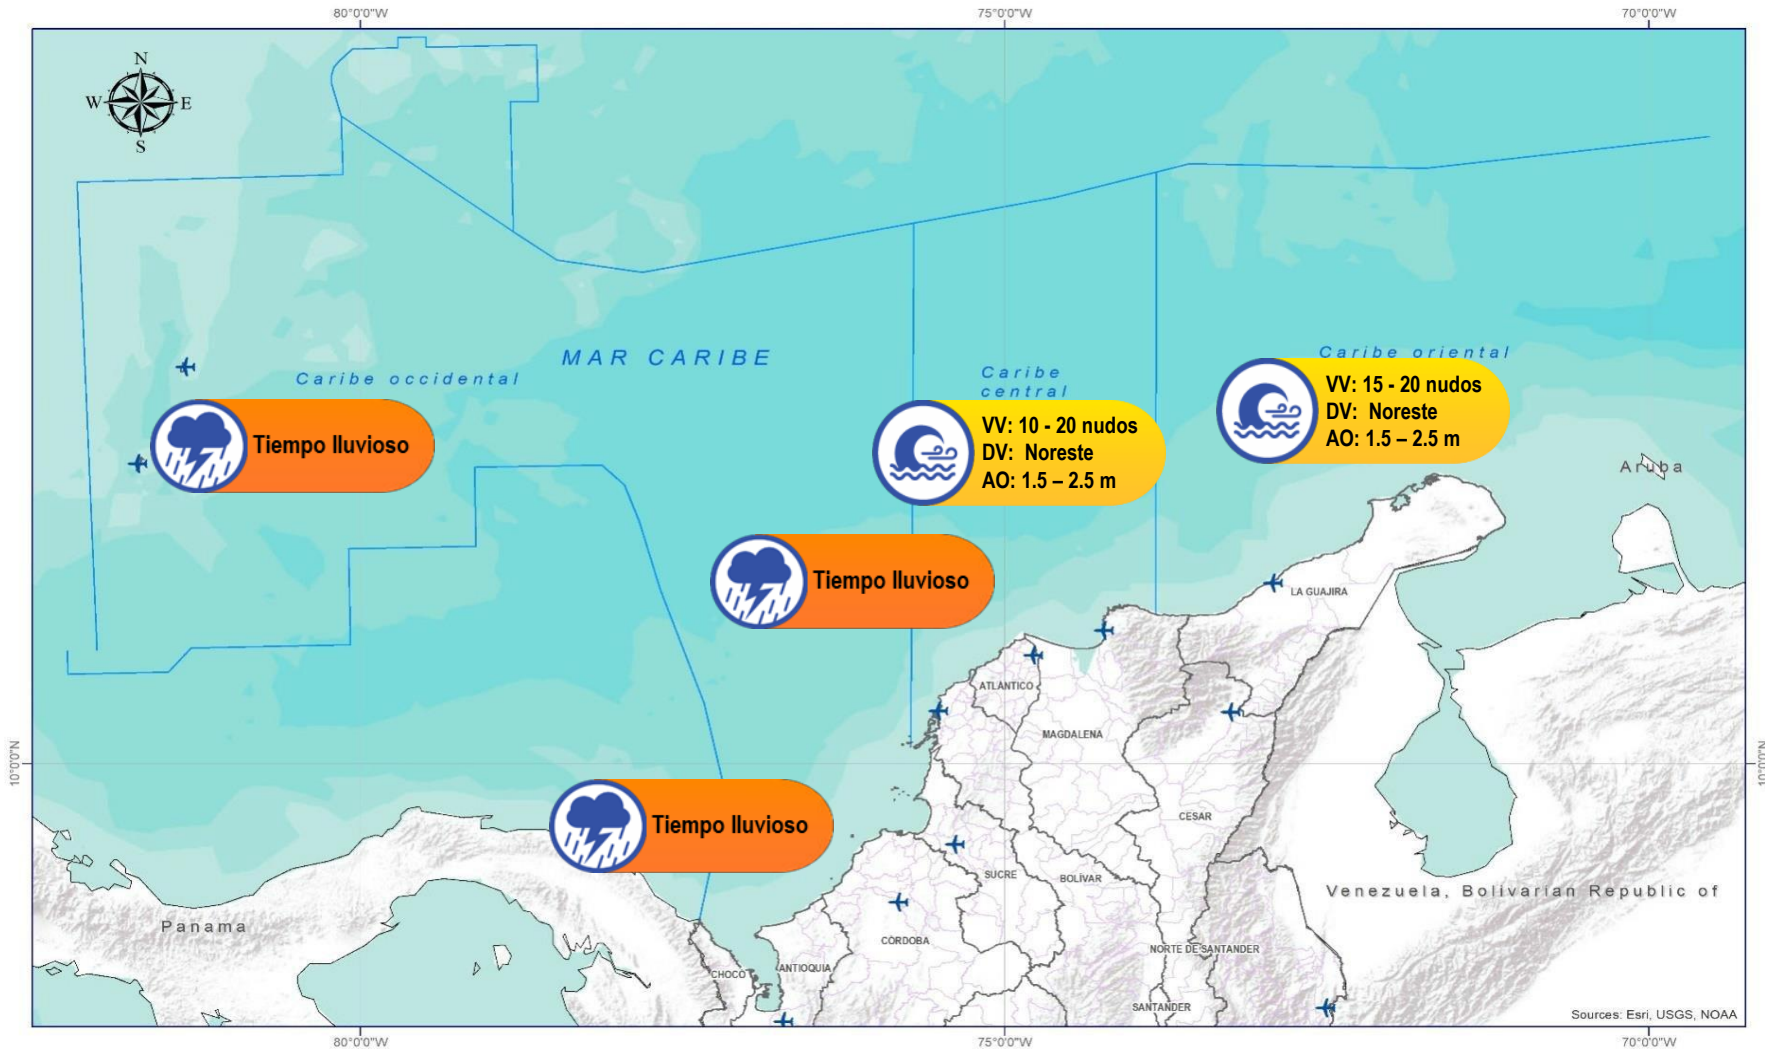 80°0'0"W
75°0'0"W
70°0'0"W
N
W
E
S
MAR CARIBE
Caribe occidental
Caribe
central
Caribe oriental
VV: 15 - 20 nudos
DV: Noreste
AO: 1.5 – 2.5 m
VV: 10 - 20 nudos
DV: Noreste
AO: 1.5 – 2.5 m
Tiempo lluvioso
Aruba
Tiempo lluvioso
LA GUAJIRA
ATLANTICO
MAGDALENA
10°0'0"N
10°0'0"N
Tiempo lluvioso
CESAR
SUCRE
BOLÍVAR
Venezuela, Bolivarian Republic of
Panama
CÓRDOBA
NORTE DE SANTANDER
CHOCO
ANTIOQUIA
SANTANDER
Sources: Esri, USGS, NOAA
80°0'0"W
75°0'0"W
70°0'0"W